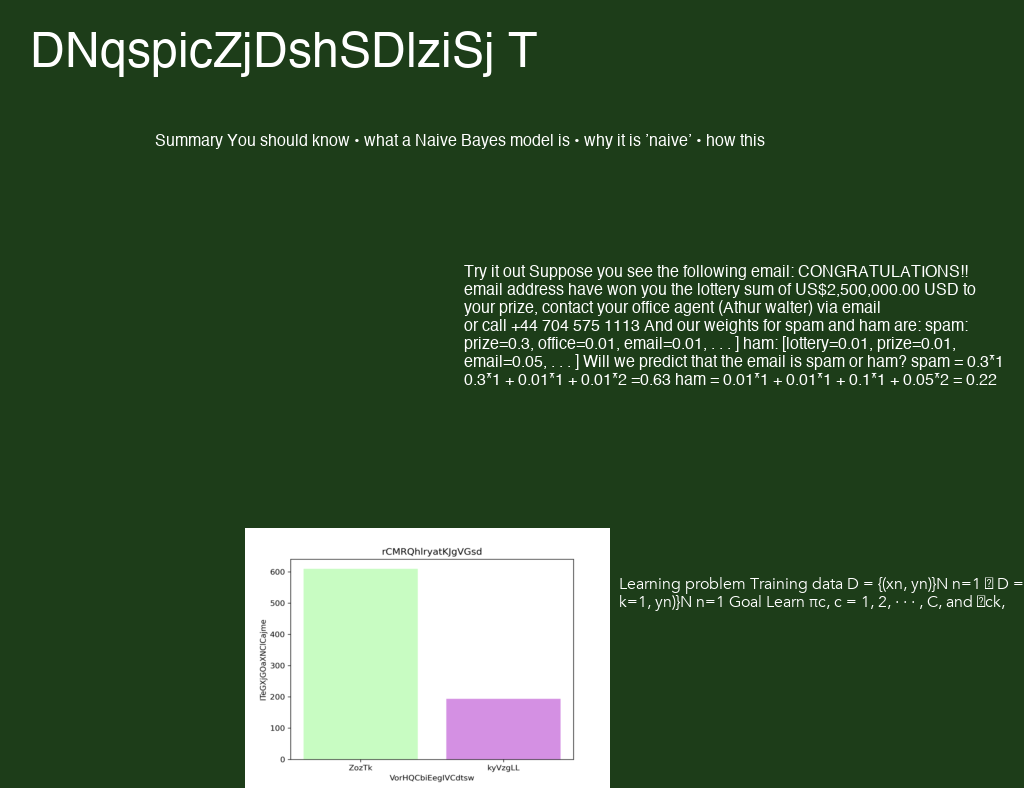 DNqspicZjDshSDIziSj T
Summary You should know • what a Naive Bayes model is • why it is ’naive’ • how this
Try it out Suppose you see the following email: CONGRATULATIONS!!
email address have won you the lottery sum of US$2,500,000.00 USD to
your prize, contact your office agent (Athur walter) via email
or call +44 704 575 1113 And our weights for spam and ham are: spam:
prize=0.3, office=0.01, email=0.01, . . . ] ham: [lottery=0.01, prize=0.01,
email=0.05, . . . ] Will we predict that the email is spam or ham? spam = 0.3*1
0.3*1 + 0.01*1 + 0.01*2 =0.63 ham = 0.01*1 + 0.01*1 + 0.1*1 + 0.05*2 = 0.22
rCMRQhIryatKJgVGsd
600
500
400
300
200
100
0
ITeGXjGOaXNClCajme
ZozTk kyVzgLL
VorHQCbiEegIVCdtsw
Learning problem Training data D = {(xn, yn)}N n=1 D =
k=1, yn)}N n=1 Goal Learn πc, c = 1, 2, · · · , C, and ck,